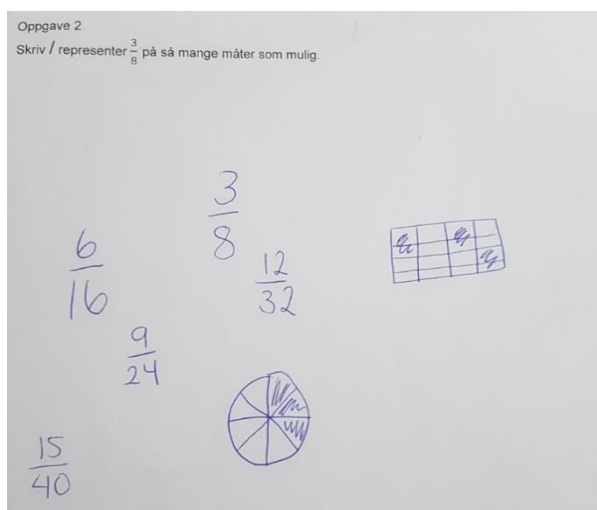 Oppgave 2
Skriv / representer 3/8 på så mange måter som mulig.
3/8
6/16
12/32
9/24
15/40